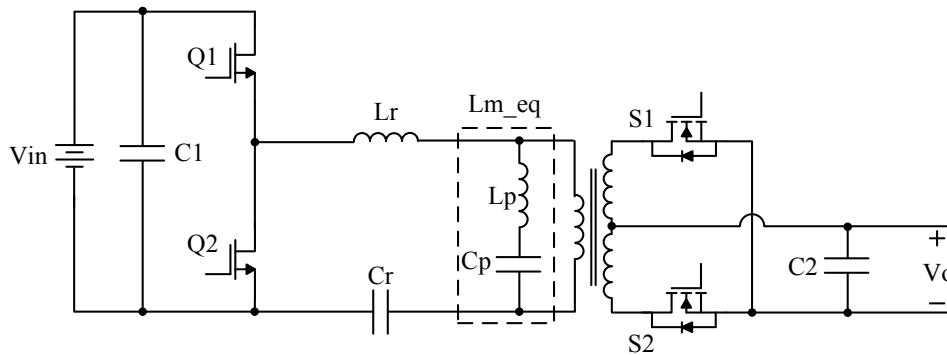 Q1
Lr
Lm_eq
S1
Vin
C1
Lp
Q2
Cp
Cr
C2
+
Vo
−
S2